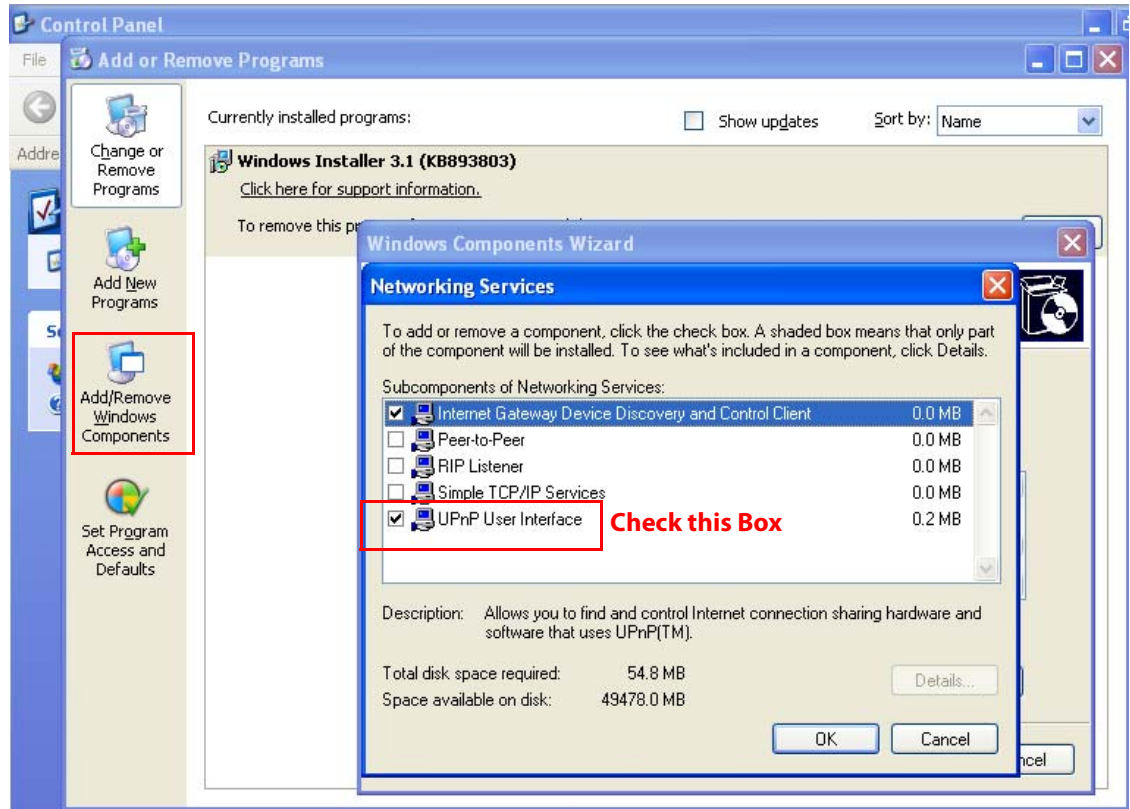 Control Panel
File
Add or Remove Programs
Addre
Change or
Remove
Programs
Add New
Programs
Add/Remove
Windows
Components
Set Program
Access and
Defaults
Currently installed programs:
Show updates
Sort by: Name
Windows Installer 3.1 (KB893803)
Click here for support information.
To remove this pr
Windows Components Wizard
Networking Services
To add or remove a component, click the check box. A shaded box means that only part
of the component will be installed. To see what's included in a component, click Details.
Subcomponents of Networking Services:
Internet Gateway Device Discovery and Control Client 0.0 MB
Peer-to-Peer 0.0 MB
RIP Listener 0.0 MB
Simple TCP/IP Services 0.0 MB
UPnP User Interface Check this Box 0.2 MB
Description: Allows you to find and control Internet connection sharing hardware and
software that uses UPnP(TM).
Total disk space required: 54.8 MB
Space available on disk: 49478.0 MB
Details...
OK Cancel
ncel